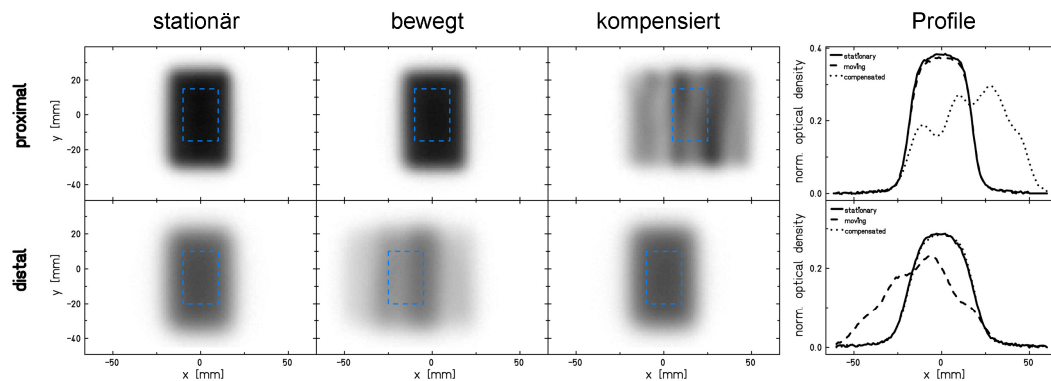 stationär bewegt kompensiert Profile
proximal
y [mm]
20
0
-20
-40
norm. optical density
0.4
0.2
0.0
stationary
moving
compensated
distal
y [mm]
20
0
-20
-40
-50 0 50
x [mm]
-50 0 50
x [mm]
-50 0 50
x [mm]
norm. optical density
0.2
0.0
stationary
moving
compensated
-50 0 50
x [mm]